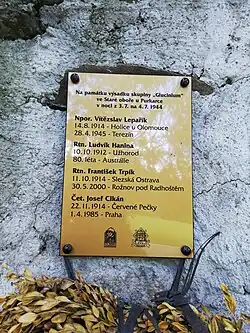 Na památku výsadku skupiny „Glucinium"
ve Staré oboře u Purkarce
v noci z 3.7. na 4.7. 1944
Npor. Vítězslav Lepařík
14.8.1914 - Holice u Olomouce
28.4.1945 - Terezín
Rtn. Ludvík Hanina
10.10.1912 - Užhorod
80. léta - Austrálie
Rtn. František Trpík
11.10.1914 - Slezská Ostrava
30.5.2000 - Rožnov pod Radhoštěm
Čet. Josef Cikán
22.11.1914 - Červené Pečky
1.4.1985 - Praha